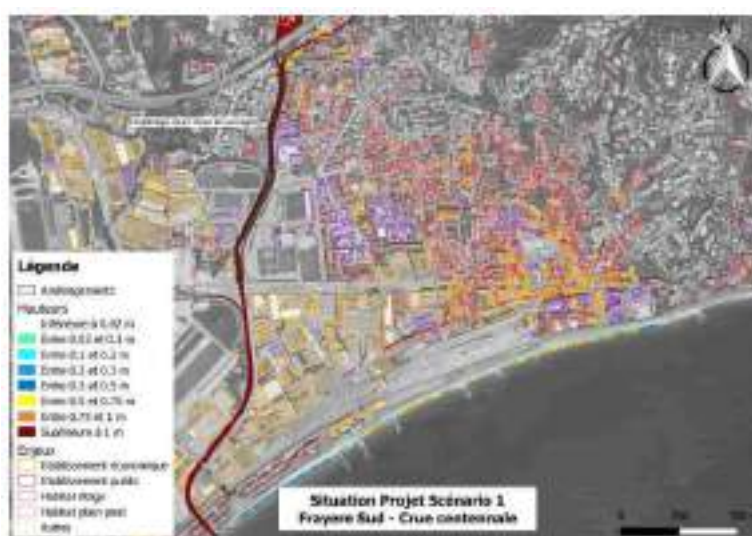 N
Légende
Aménagements
Hauteurs
Inférieure à 0.02 m
Entre 0.02 et 0.1 m
Entre 0.1 et 0.2 m
Entre 0.2 et 0.3 m
Entre 0.3 et 0.5 m
Entre 0.5 et 0.75 m
Entre 0.75 et 1 m
Supérieure à 1 m
Enjeux
Etablissement économique
Etablissement public
Habitat étage
Habitat plain pied
Autres
Situation Projet Scénario 1
Frayere Sud - Crue centennale
0